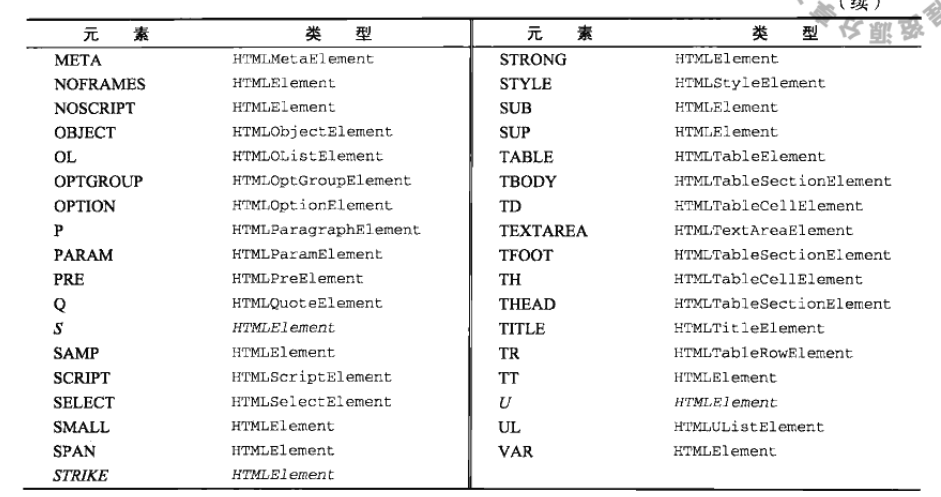 （续）
元 素 类 型 元 素 类 型
META HTMLMetaElement STRONG HTMLElement
NOFRAMES HTMLElement STYLE HTMLStyleElement
NOSCRIPT HTMLElement SUB HTMLElement
OBJECT HTMLObjectElement SUP HTMLElement
OL HTMLOListElement TABLE HTMLTableElement
OPTGROUP HTMLOptGroupElement TBODY HTMLTableSectionElement
OPTION HTMLOptionElement TD HTMLTableCellElement
P HTMLParagraphElement TEXTAREA HTMLTextAreaElement
PARAM HTMLParamElement TFOOT HTMLTableSectionElement
PRE HTMLPreElement TH HTMLTableCellElement
Q HTMLQuoteElement THEAD HTMLTableSectionElement
S HTMLElement TITLE HTMLTitleElement
SAMP HTMLElement TR HTMLTableRowElement
SCRIPT HTMLScriptElement TT HTMLElement
SELECT HTMLSelectElement U HTMLElement
SMALL HTMLElement UL HTMLUListElement
SPAN HTMLElement VAR HTMLElement
STRIKE HTMLElement